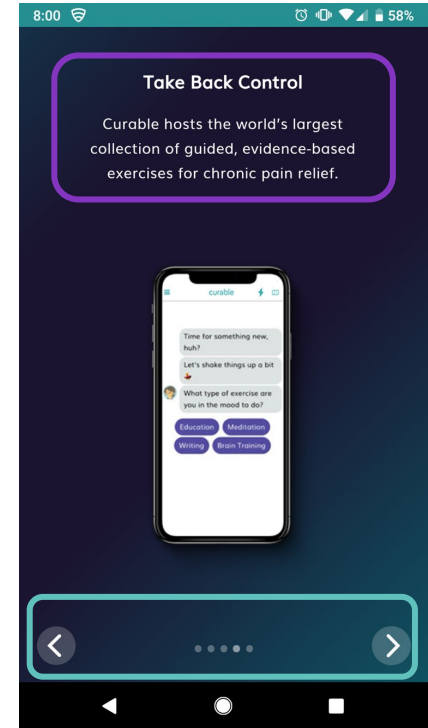 8:00
58%
Take Back Control
Curable hosts the world's largest
collection of guided, evidence-based
exercises for chronic pain relief.
curable
Time for something new,
huh?
Let's shake things up a bit
What type of exercise are
you in the mood to do?
Education Meditation
Writing Brain Training